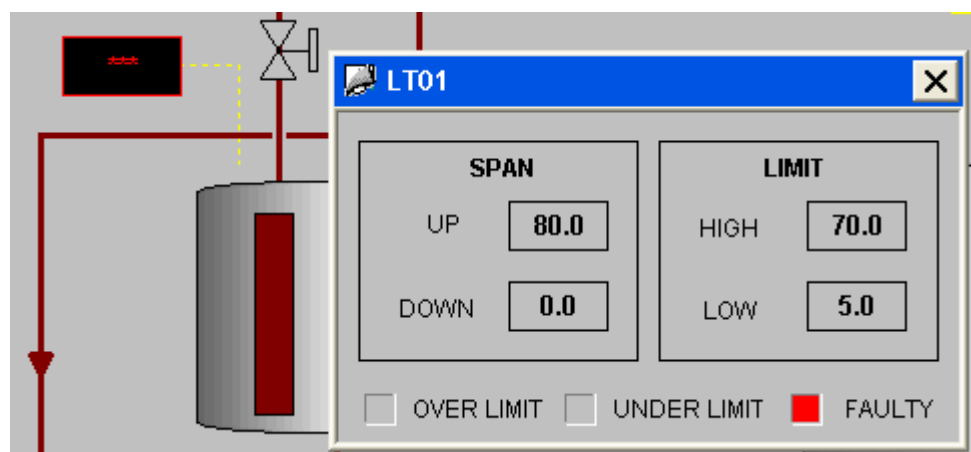 ***
LT01
SPAN
UP 80.0
DOWN 0.0
LIMIT
HIGH 70.0
LOW 5.0
OVER LIMIT UNDER LIMIT FAULTY